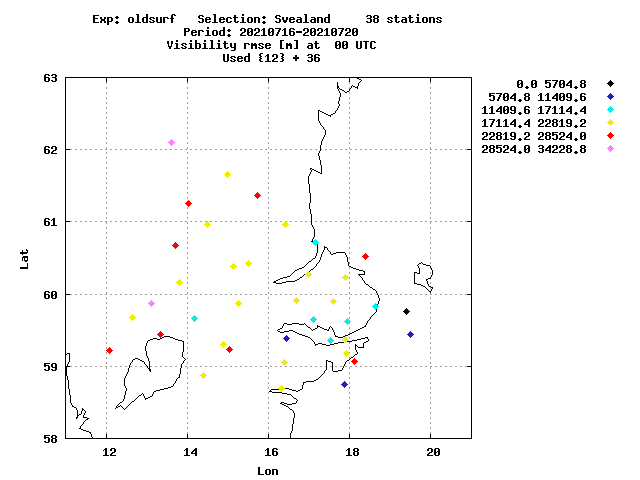 Exp: oldsurf   Selection: Svealand     38 stations
Period: 20210716-20210720
Visibility rmse [m] at  00 UTC
Used {12} + 36
0.0 5704.8
5704.8 11409.6
11409.6 17114.4
17114.4 22819.2
22819.2 28524.0
28524.0 34228.8
63
62
61
60
59
58
Lat
12 14 16 18 20
Lon